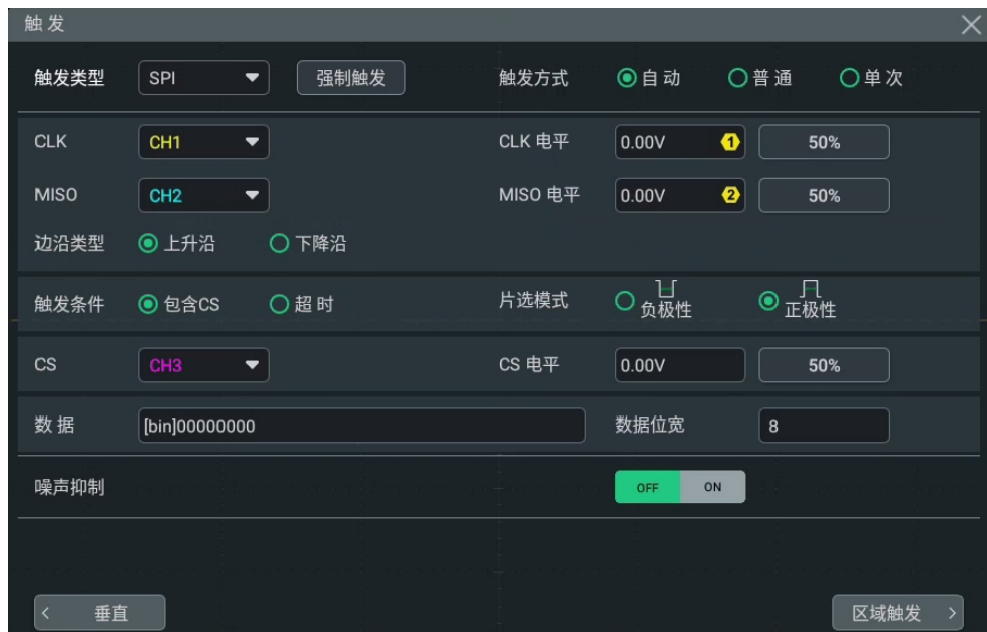 触发
触发类型 SPI 强制触发 触发方式 自动 普通 单次
CLK CH1 CLK 电平 0.00V 1 50%
MISO CH2 MISO 电平 0.00V 2 50%
边沿类型 上升沿 下降沿
触发条件 包含CS 超时 片选模式 负极性 正极性
CS CH3 CS 电平 0.00V 50%
数据 [bin]00000000 数据位宽 8
噪声抑制 OFF ON
< 垂直 区域触发 >